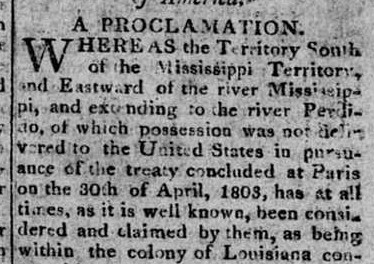 of America,
A PROCLAMATION.
WHEREAS the Territory South
of the Mississippi Territory,
and Eastward of the river Mississip-
pi, and extending to the river Perdi-
do, of which possession was not deli-
vered to the United States in pursu-
ance of the treaty concluded at Paris
on the 30th of April, 1803, has at all
times, as it is well known, been consi-
dered and claimed by them, as being
within the colony of Louisiana con-